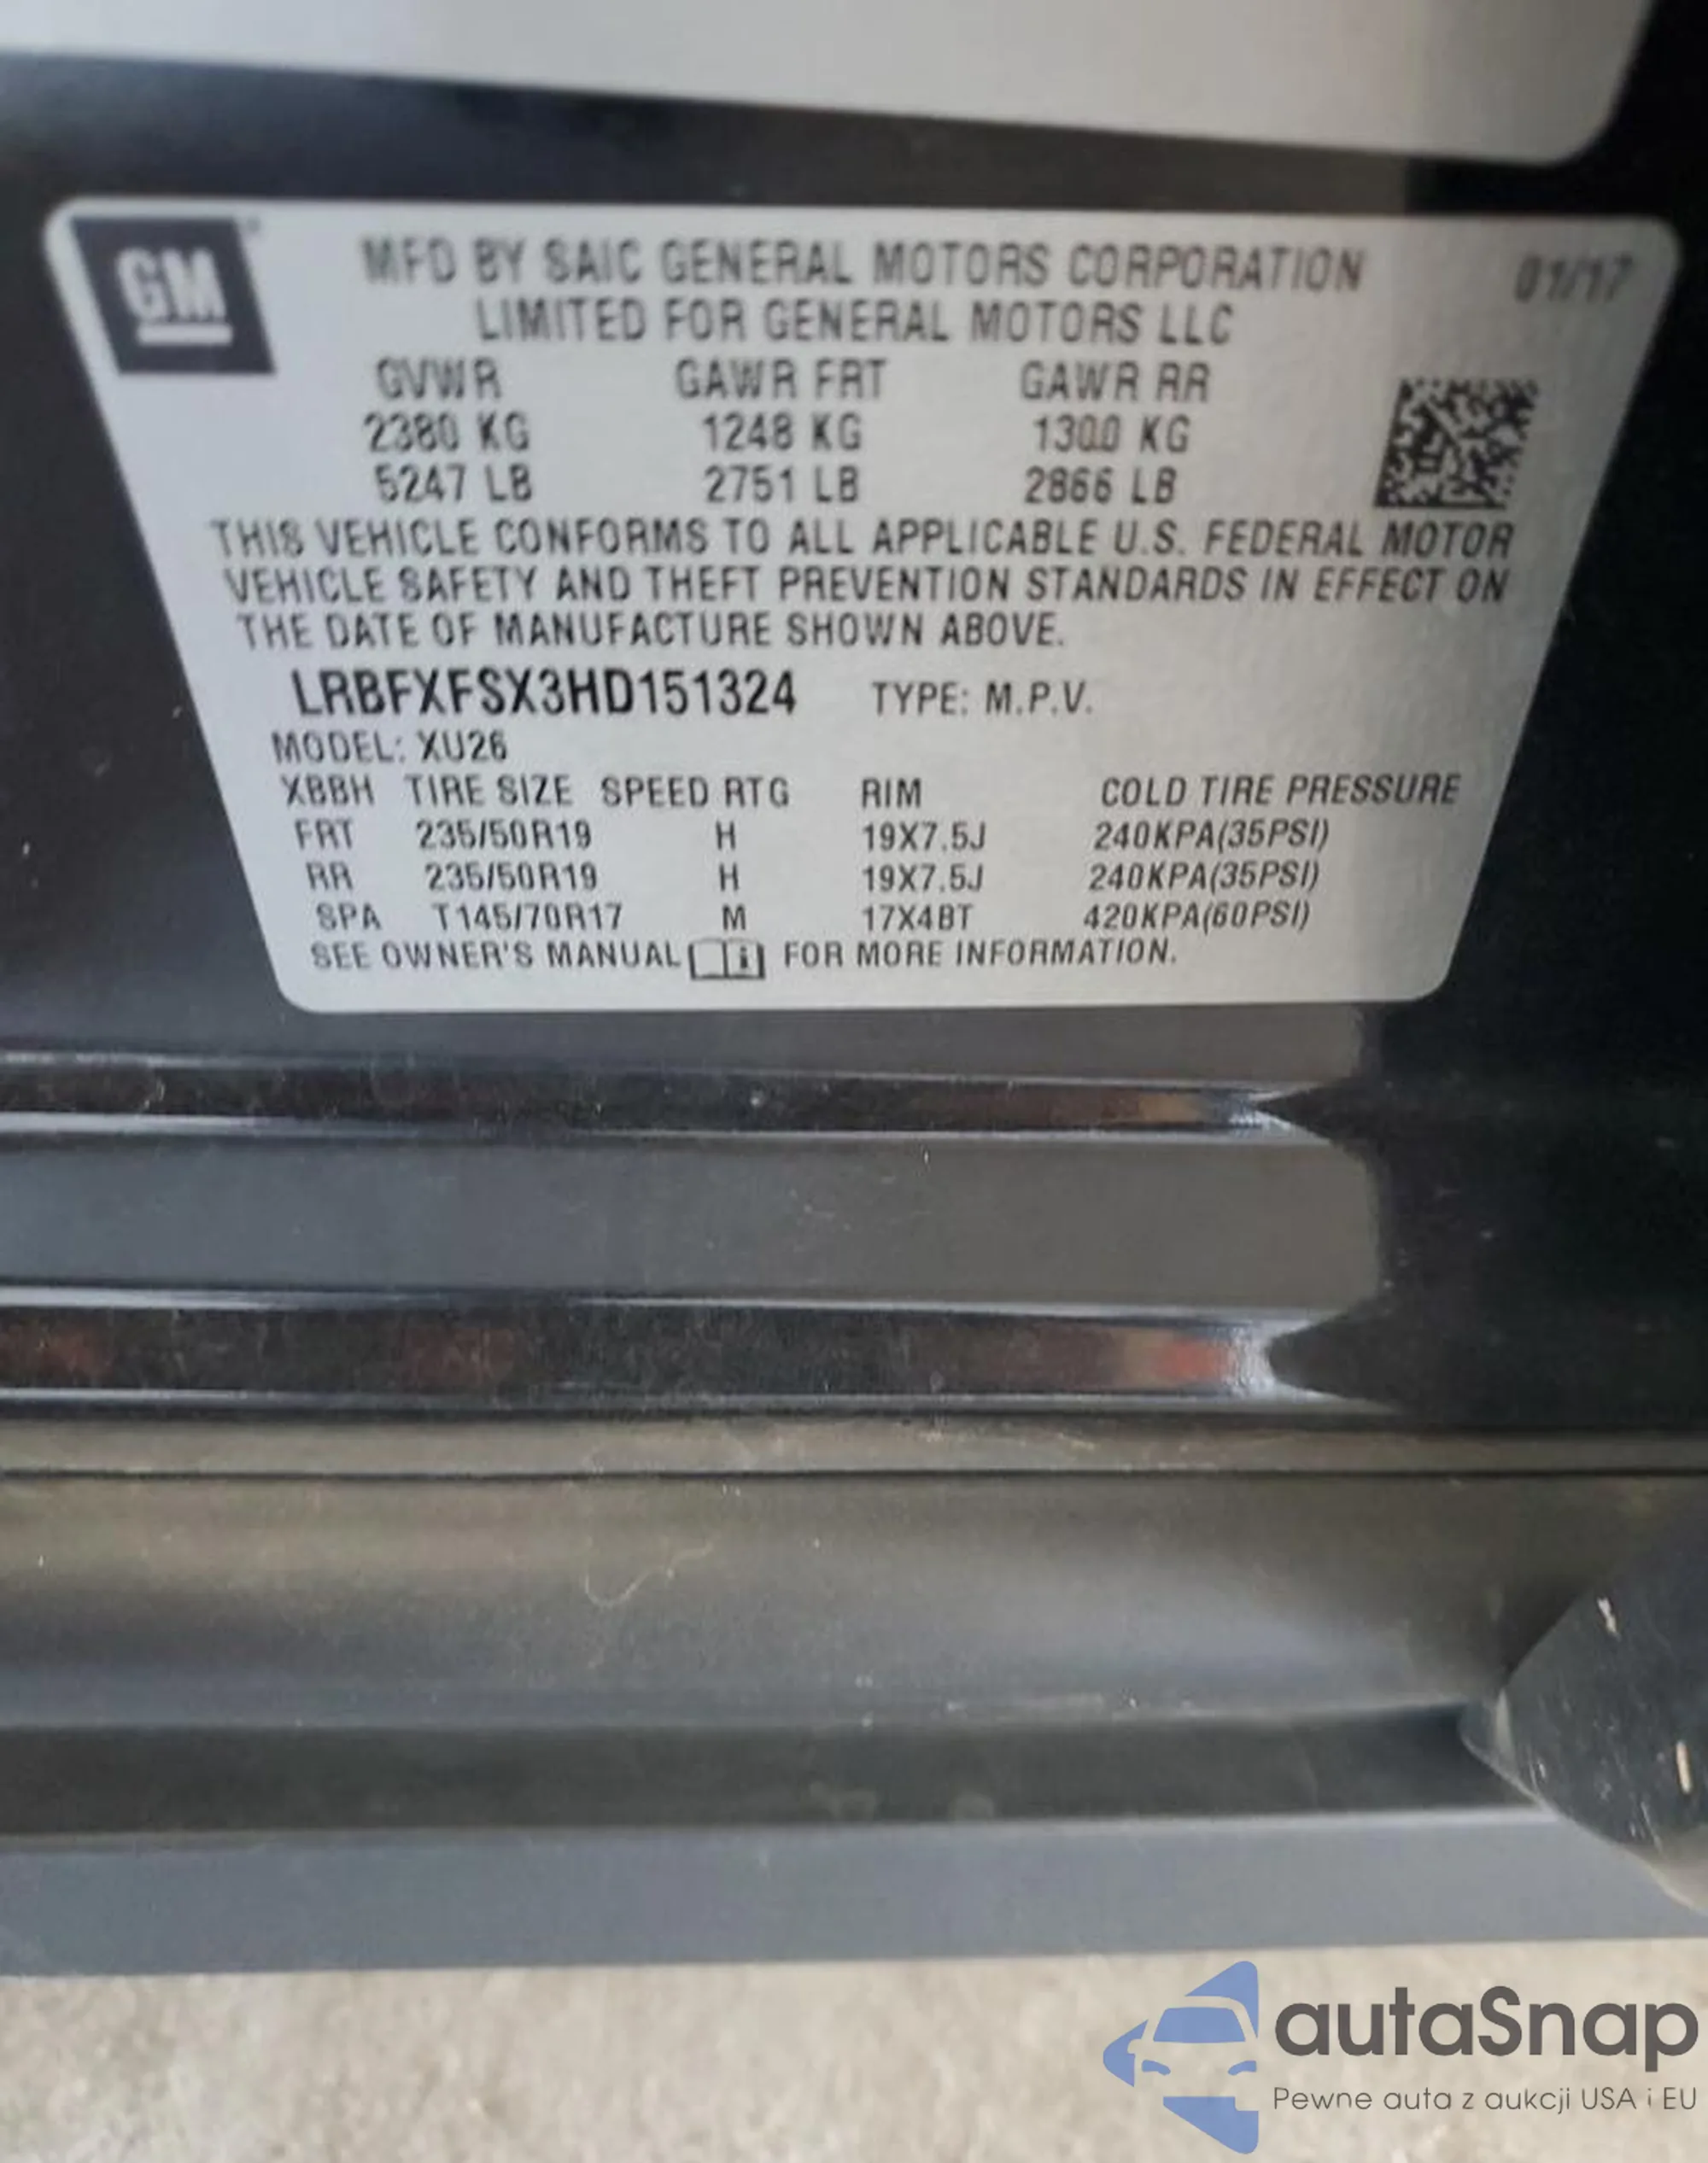 GM
MFD BY SAIC GENERAL MOTORS CORPORATION 01/17
LIMITED FOR GENERAL MOTORS LLC
GVWR GAWR FRT GAWR RR
2380 KG 1248 KG 1300 KG
5247 LB 2751 LB 2866 LB
THIS VEHICLE CONFORMS TO ALL APPLICABLE U.S. FEDERAL MOTOR
VEHICLE SAFETY AND THEFT PREVENTION STANDARDS IN EFFECT ON
THE DATE OF MANUFACTURE SHOWN ABOVE.
LRBFXFSX3HD151324 TYPE: M.P.V.
MODEL: XU26
XBBH TIRE SIZE SPEED RTG RIM COLD TIRE PRESSURE
FRT 235/50R19 H 19X7.5J 240KPA(35PSI)
RR 235/50R19 H 19X7.5J 240KPA(35PSI)
SPA T145/70R17 M 17X4BT 420KPA(60PSI)
SEE OWNER'S MANUAL i FOR MORE INFORMATION.
autaSnap
Pewne auta z aukcji USA i EU